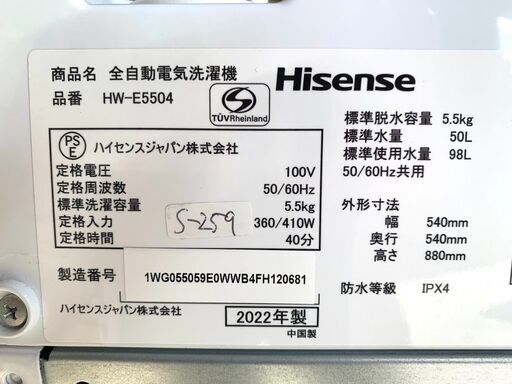 商品名 全自動電気洗濯機
品番 HW-E5504
TÜVRheinland
Hisense
PS
E
ハイセンスジャパン株式会社
定格電圧 100V
定格周波数 50/60Hz
標準洗濯容量 5.5kg
定格入力 360/410W
定格時間 40分
S-259
標準脱水容量 5.5kg
標準水量 50L
標準使用水量 98L
50/60Hz共用
外形寸法
幅 540mm
奥行 540mm
高さ 880mm
製造番号 1WG055059E0WWB4FH120681
防水等級 IPX4
ハイセンスジャパン株式会社
2022年製
中国製